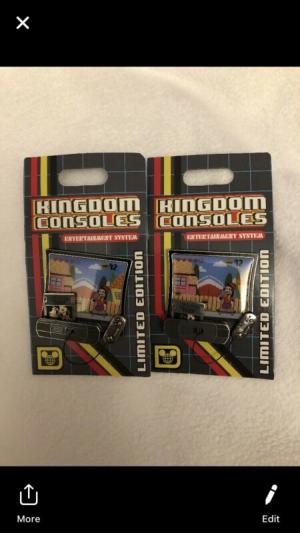 KINGDOM
CONSOLES
ENTERTAINMENT SYSTEM
LIMITED EDITION
KINGDOM
CONSOLES
ENTERTAINMENT SYSTEM
LIMITED EDITION
More
Edit